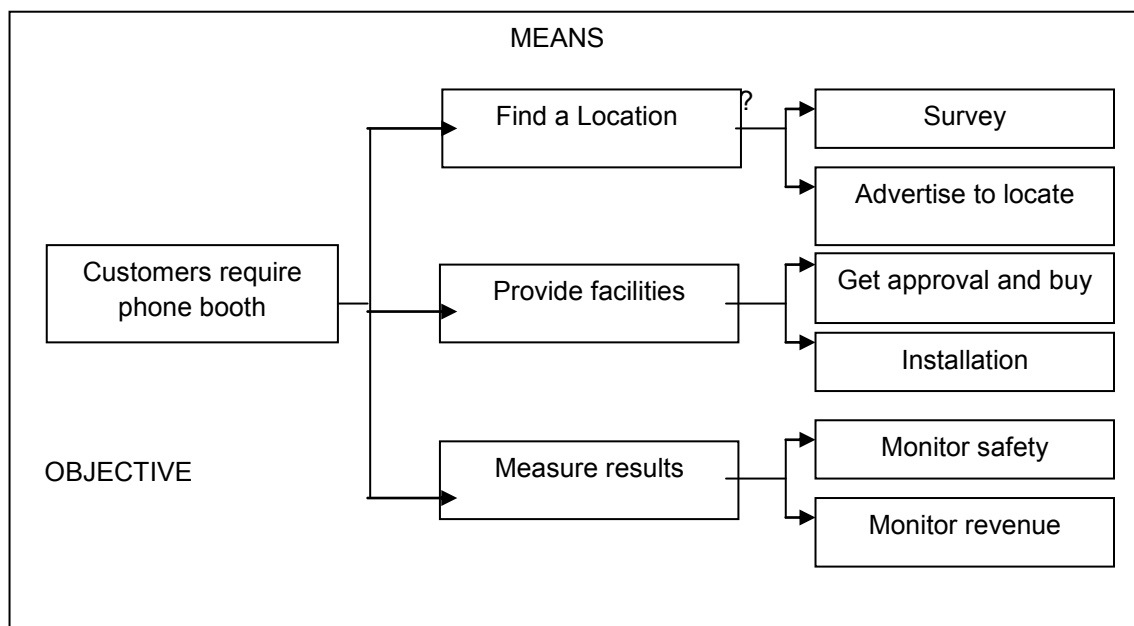 MEANS
Find a Location
?
Survey
Advertise to locate
Customers require
phone booth
Provide facilities
Get approval and buy
Installation
OBJECTIVE
Measure results
Monitor safety
Monitor revenue